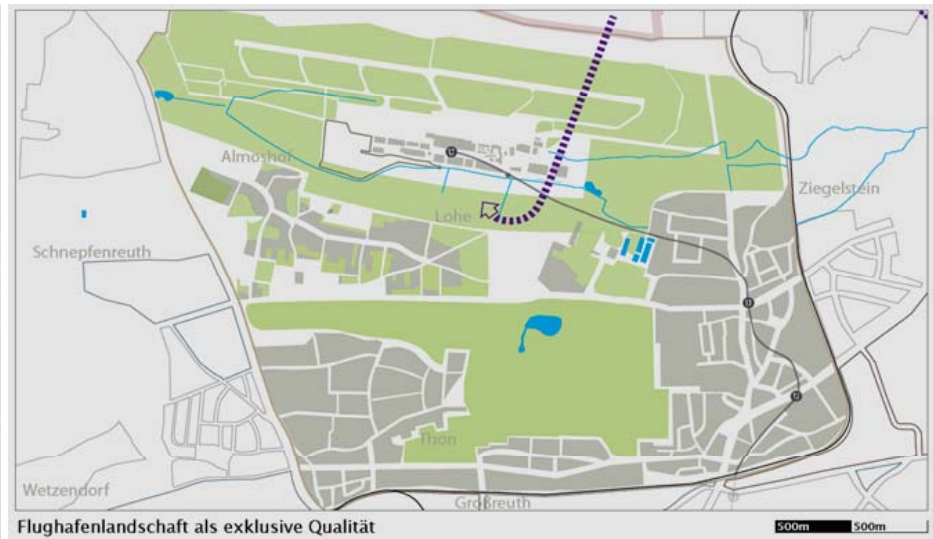 Almoshof
Ziegelstein
Lohe
Schnepfenreuth
Thon
Wetzendorf
Großreuth
Flughafenlandschaft als exklusive Qualität
500m 500m